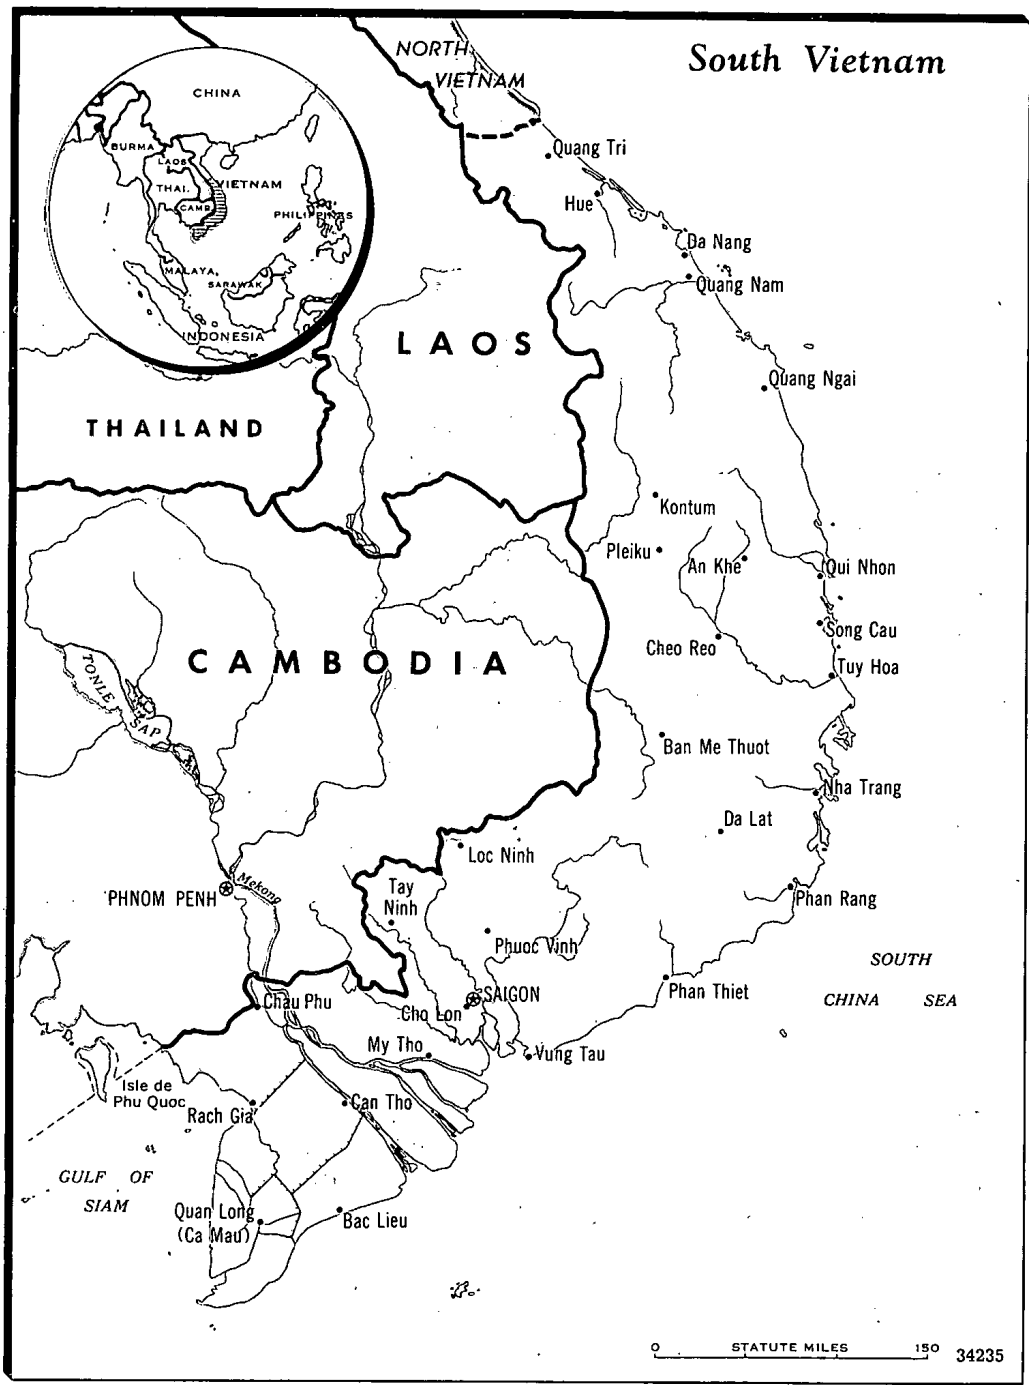 South Vietnam
NORTH
VIETNAM
CHINA
BURMA
LAOS
THAI.
VIETNAM
CAMB.
PHILIPPINES
MALAYA
SARAWAK
INDONESIA
Quang Tri
Hue
Da Nang
Quang Nam
LAOS
Quang Ngai
THAILAND
Kontum
Pleiku
An Khe
Qui Nhon
Song Cau
Cheo Reo
Tuy Hoa
CAMBODIA
TONLE
SAP
Ban Me Thuot
Nha Trang
Da Lat
Loc Ninh
Mekong
PHNOM PENH
Tay
Ninh
Phan Rang
Phuoc Vinh
SOUTH
CHINA SEA
Phan Thiet
SAIGON
Chau Phu
Cho Lon
My Tho
Vung Tau
Isle de
Phu Quoc
Rach Gia
Can Tho
GULF OF
SIAM
Quan Long
(Ca Mau)
Bac Lieu
0 STATUTE MILES 150
34235